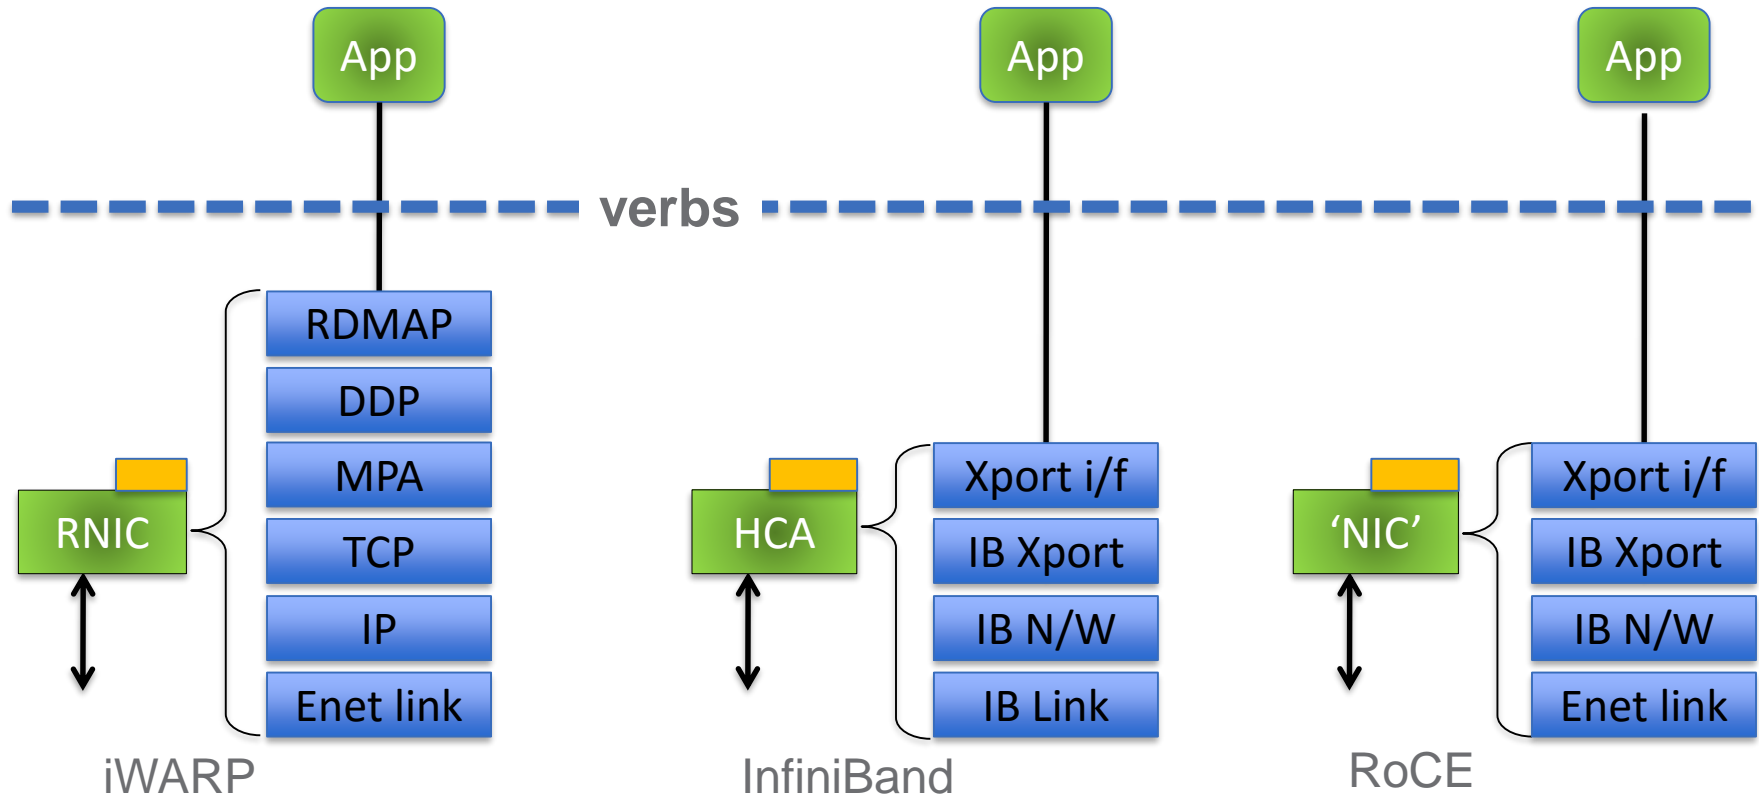 App
App
App
verbs
RDMAP
DDP
MPA
TCP
IP
Enet link
RNIC
iWARP
Xport i/f
IB Xport
IB N/W
IB Link
HCA
InfiniBand
Xport i/f
IB Xport
IB N/W
Enet link
‘NIC’
RoCE